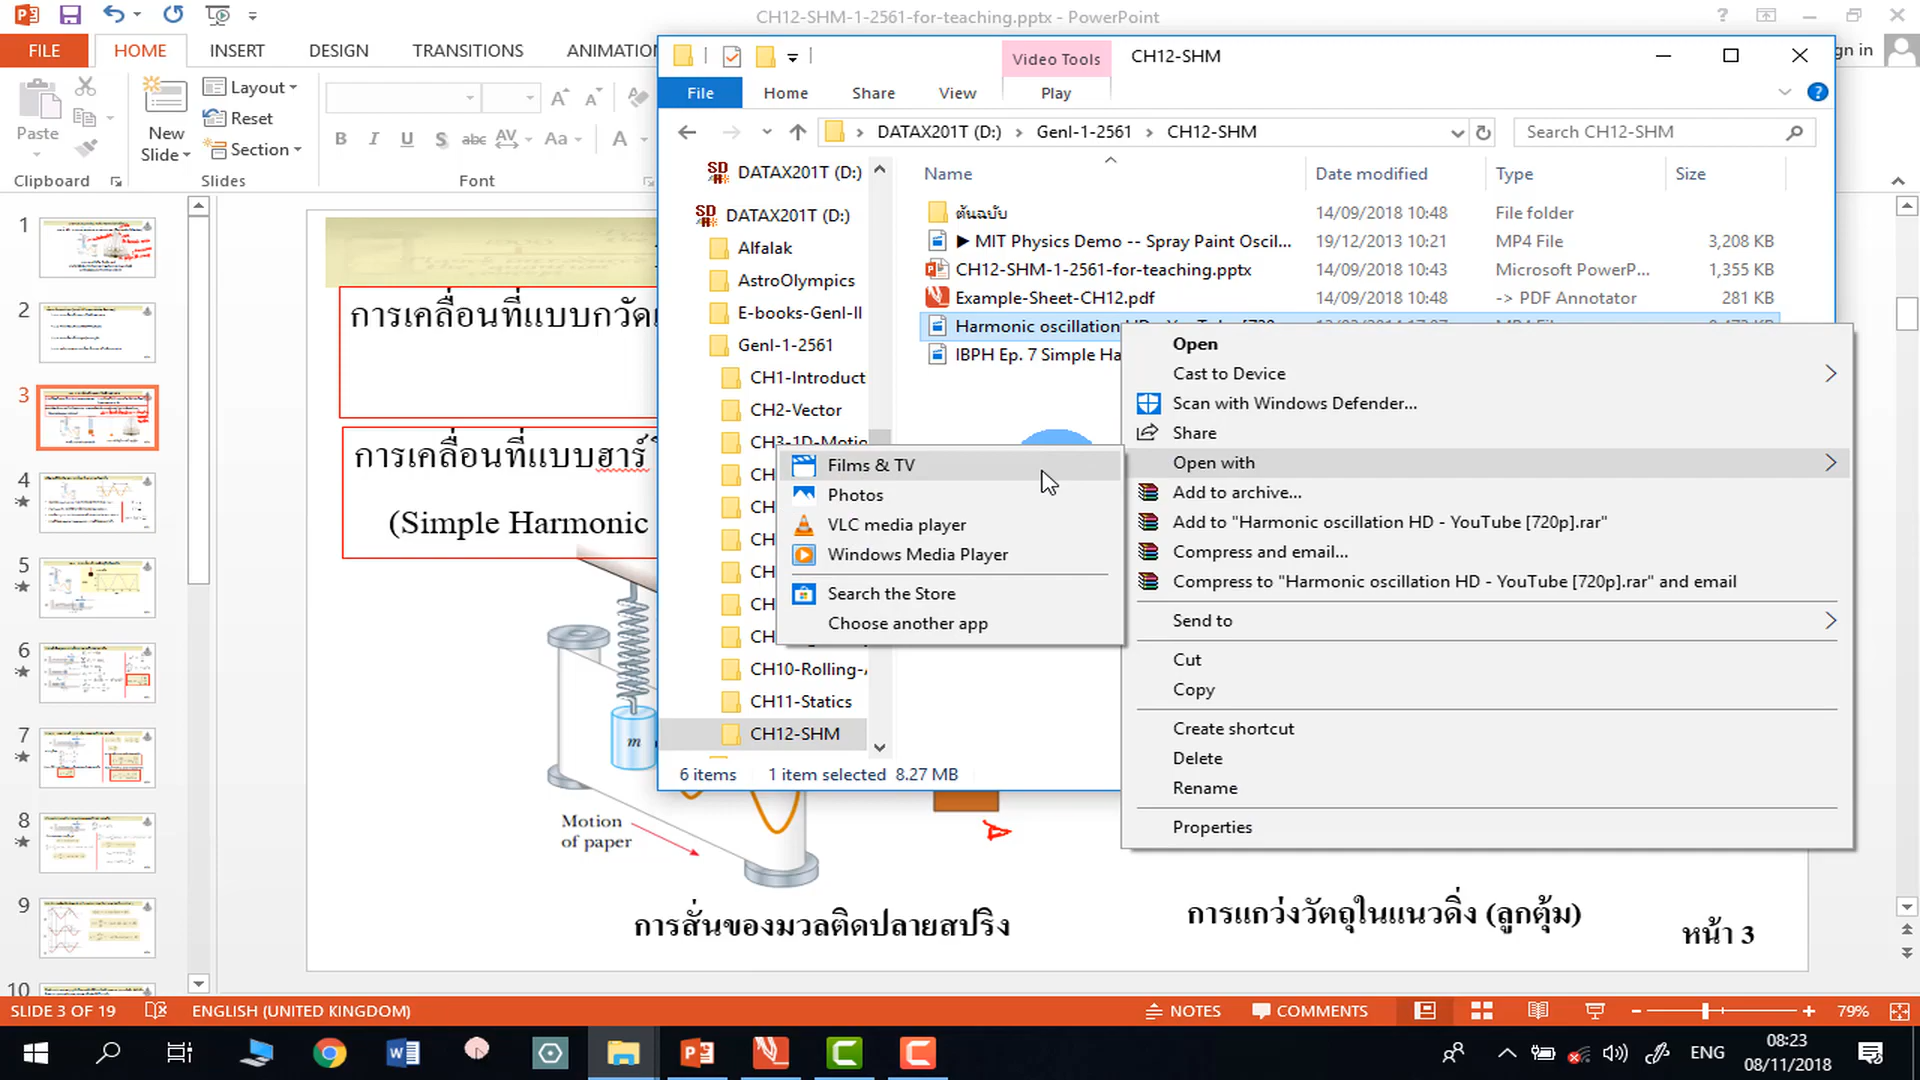 CH12-SHM-1-2561-for-teaching.pptx - PowerPoint
FILE
HOME
INSERT
DESIGN
TRANSITIONS
Paste
New
Slide
Layout
Reset
Section
Clipboard
Slides
Font
Video Tools
CH12-SHM
File
Home
Share
View
Play
DATAX201T (D:)
GenI-1-2561
CH12-SHM
Search CH12-SHM
Name
Date modified
Type
Size
DATAX201T (D:)
DATAX201T (D:)
Alfalak
AstroOlympics
E-books-GenI-II
GenI-1-2561
CH1-Introduct
CH2-Vector
CH10-Rolling-
CH11-Statics
CH12-SHM
ต้นฉบับ 14/09/2018 10:48 File folder
▶ MIT Physics Demo -- Spray Paint Oscil... 19/12/2013 10:21 MP4 File 3,208 KB
CH12-SHM-1-2561-for-teaching.pptx 14/09/2018 10:43 Microsoft PowerP... 1,355 KB
Example-Sheet-CH12.pdf 14/09/2018 10:48 -> PDF Annotator 281 KB
Harmonic oscillation
IBPH Ep. 7 Simple Ha
Open
Cast to Device
Scan with Windows Defender...
Share
Open with
Add to archive...
Add to "Harmonic oscillation HD - YouTube [720p].rar"
Compress and email...
Compress to "Harmonic oscillation HD - YouTube [720p].rar" and email
Send to
Cut
Copy
Create shortcut
Delete
Rename
Properties
Films & TV
Photos
VLC media player
Windows Media Player
Search the Store
Choose another app
6 items 1 item selected 8.27 MB
การเคลื่อนที่แบบกวัด
การเคลื่อนที่แบบฮาร์
(Simple Harmonic
m
Motion
of paper
การสั่นของมวลติดปลายสปริง
การแกว่งวัตถุในแนวดิ่ง (ลูกตุ้ม)
หน้า 3
1
2
3
4
5
6
7
8
9
10
SLIDE 3 OF 19
ENGLISH (UNITED KINGDOM)
NOTES
COMMENTS
79%
ENG
08:23
08/11/2018